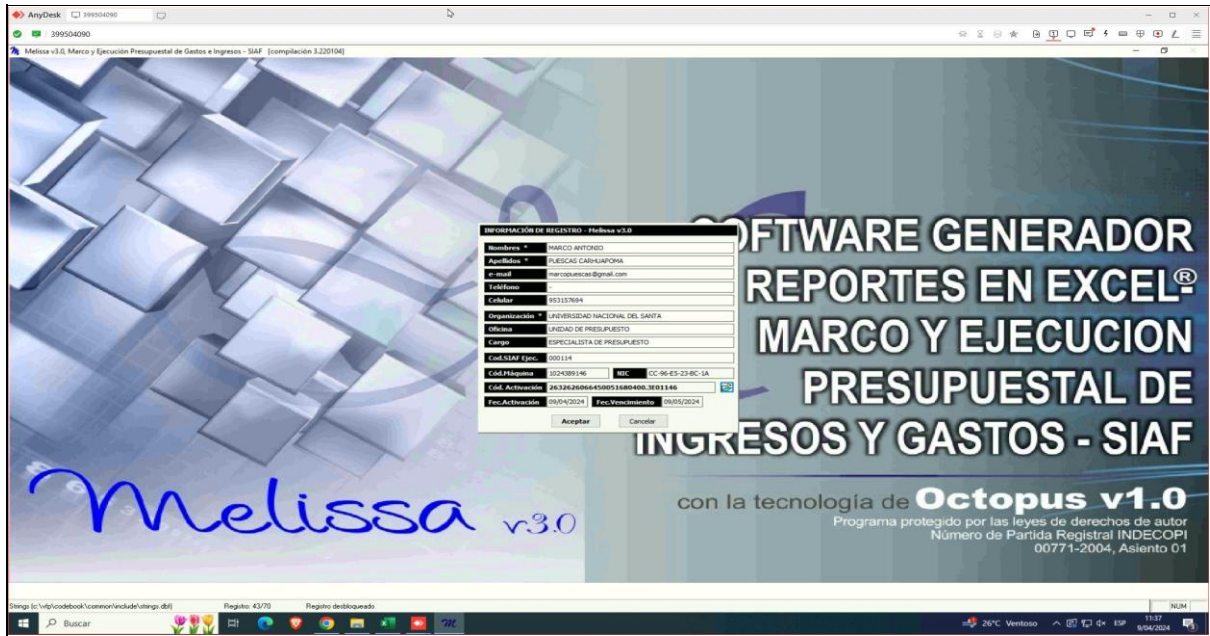 AnyDesk 399504090
399504090
Melissa v3.0, Marco y Ejecución Presupuestal de Gastos e Ingresos - SIAF [compilación 3.220104]
SOFTWARE GENERADOR
REPORTES EN EXCEL®
MARCO Y EJECUCION
PRESUPUESTAL DE
INGRESOS Y GASTOS - SIAF
INFORMACIÓN DE REGISTRO - Melissa v3.0
Nombres * MARCO ANTONIO
Apellidos * PUESCAS CARHUAPOMA
e-mail marcopuescas@gmail.com
Teléfono -
Celular 953157694
Organización * UNIVERSIDAD NACIONAL DEL SANTA
Oficina UNIDAD DE PRESUPUESTO
Cargo ESPECIALISTA DE PRESUPUESTO
Cod.SIAF Ejec. 000114
Cód.Máquina 1024389146 NIC CC-96-E5-23-BC-1A
Cód. Activación 2632626066450051680400.3E01146
Fec.Activación 09/04/2024 Fec.Vencimiento 09/05/2024
Aceptar Cancelar
Melissa v3.0
con la tecnología de Octopus v1.0
Programa protegido por las leyes de derechos de autor
Número de Partida Registral INDECOPI
00771-2004, Asiento 01
Strings (c:\vfp\codebook\common\include\strings.dbf) Registro: 43/70 Registro desbloqueado NUM
Buscar 26°C Ventoso ESP 11:37
9/04/2024